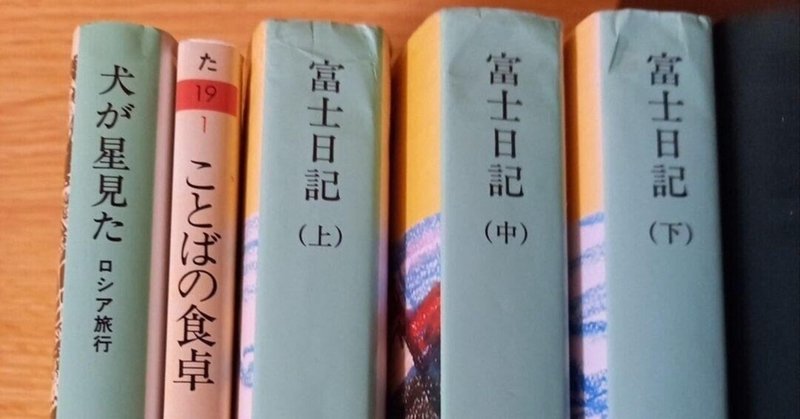 犬が星見た ロシア旅行
た
19
1
ことばの食卓
富士日記(上)
富士日記(中)
富士日記(下)